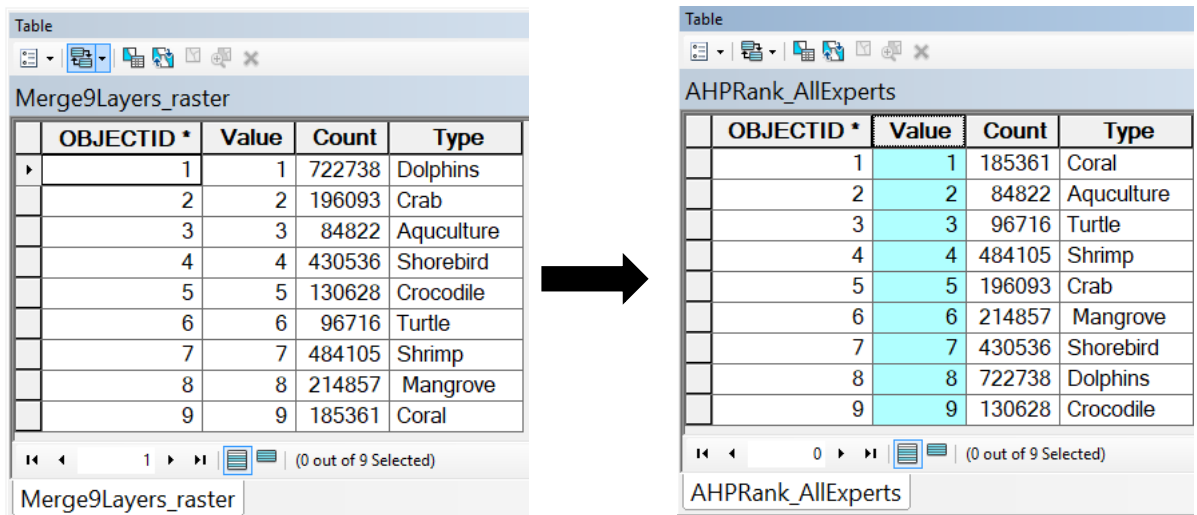 Table
Merge9Layers_raster
OBJECTID * Value Count Type
1 1 722738 Dolphins
2 2 196093 Crab
3 3 84822 Aquculture
4 4 430536 Shorebird
5 5 130628 Crocodile
6 6 96716 Turtle
7 7 484105 Shrimp
8 8 214857 Mangrove
9 9 185361 Coral
1 (0 out of 9 Selected)
Merge9Layers_raster
Table
AHPRank_AllExperts
OBJECTID * Value Count Type
1 1 185361 Coral
2 2 84822 Aquculture
3 3 96716 Turtle
4 4 484105 Shrimp
5 5 196093 Crab
6 6 214857 Mangrove
7 7 430536 Shorebird
8 8 722738 Dolphins
9 9 130628 Crocodile
0 (0 out of 9 Selected)
AHPRank_AllExperts